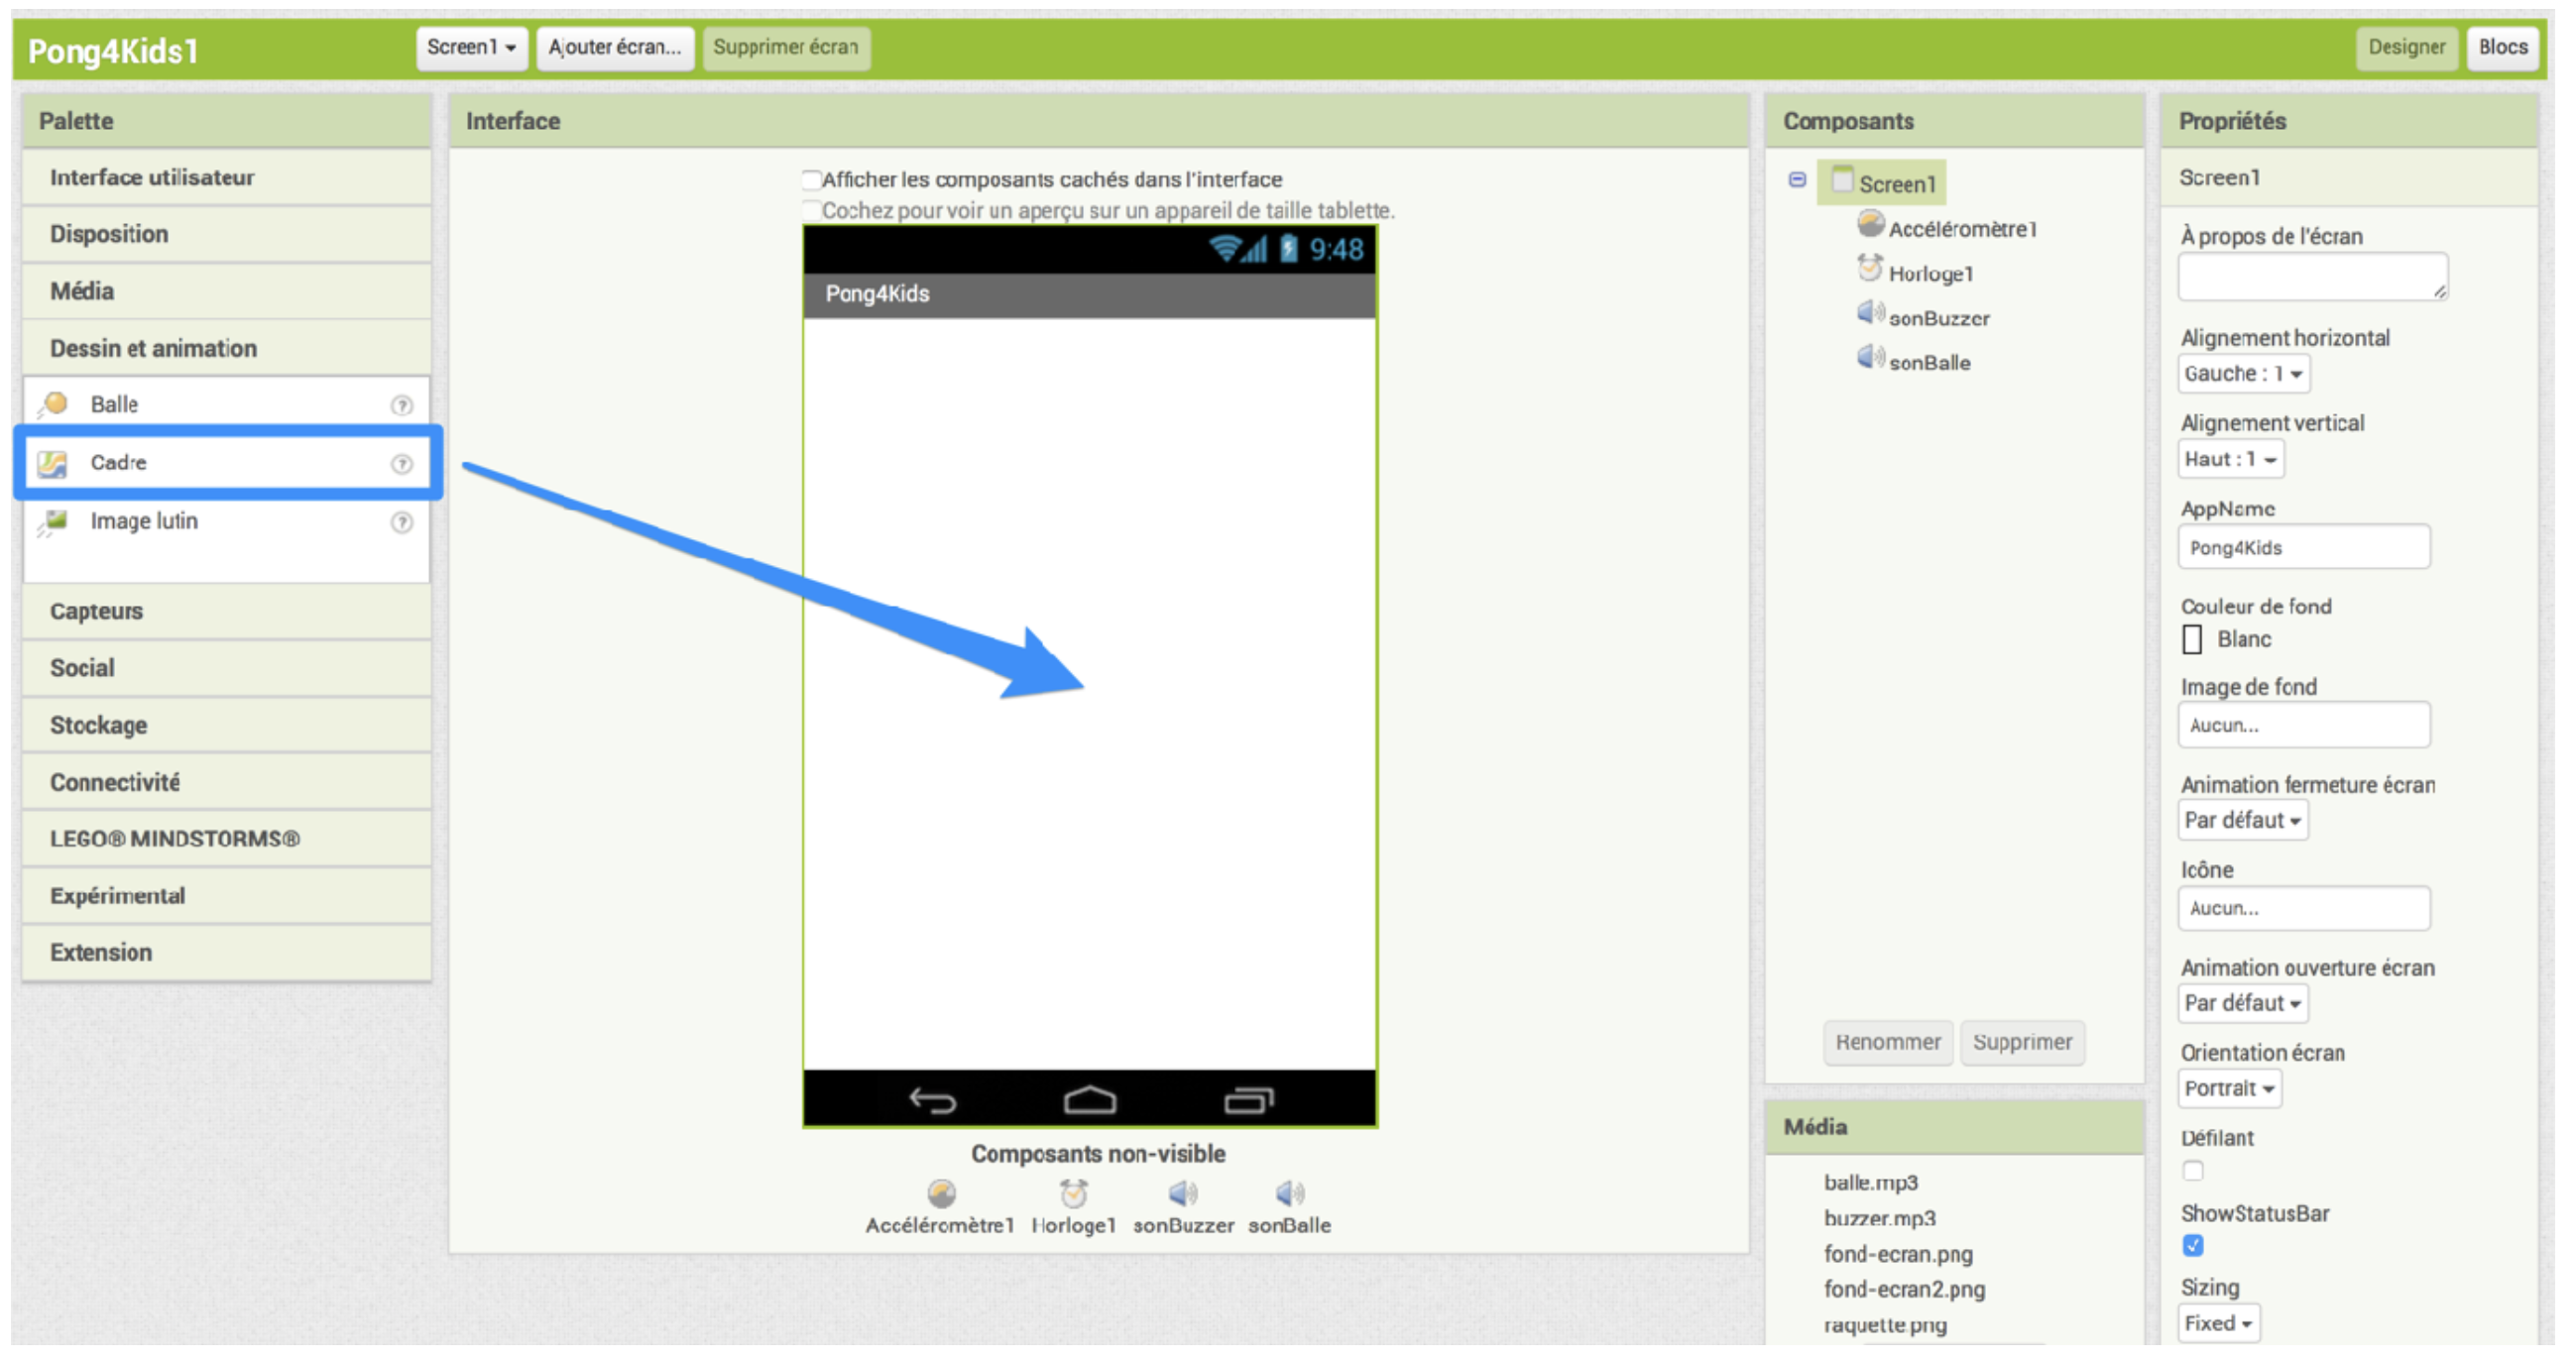 Pong4Kids1
Screen1
Ajouter écran...
Supprimer écran
Designer
Blocs
Palette
Interface utilisateur
Disposition
Média
Dessin et animation
Balle
?
Cadre
?
Image lutin
?
Capteurs
Social
Stockage
Connectivité
LEGO® MINDSTORMS®
Expérimental
Extension
Interface
Afficher les composants cachés dans l'interface
Cochez pour voir un aperçu sur un appareil de taille tablette.
9:48
Pong4Kids
Composants non-visible
Accéléromètre1 Horloge1 sonBuzzer sonBalle
Composants
Screen1
Accéléromètre1
Horloge1
sonBuzzer
sonBalle
Renommer
Supprimer
Média
balle.mp3
buzzer.mp3
fond-ecran.png
fond-ecran2.png
raquette.png
Propriétés
Screen1
À propos de l'écran
Alignement horizontal
Gauche : 1
Alignement vertical
Haut : 1
AppName
Pong4Kids
Couleur de fond
Blanc
Image de fond
Aucun...
Animation fermeture écran
Par défaut
Icône
Aucun...
Animation ouverture écran
Par défaut
Orientation écran
Portrait
Défilant
ShowStatusBar
Sizing
Fixed